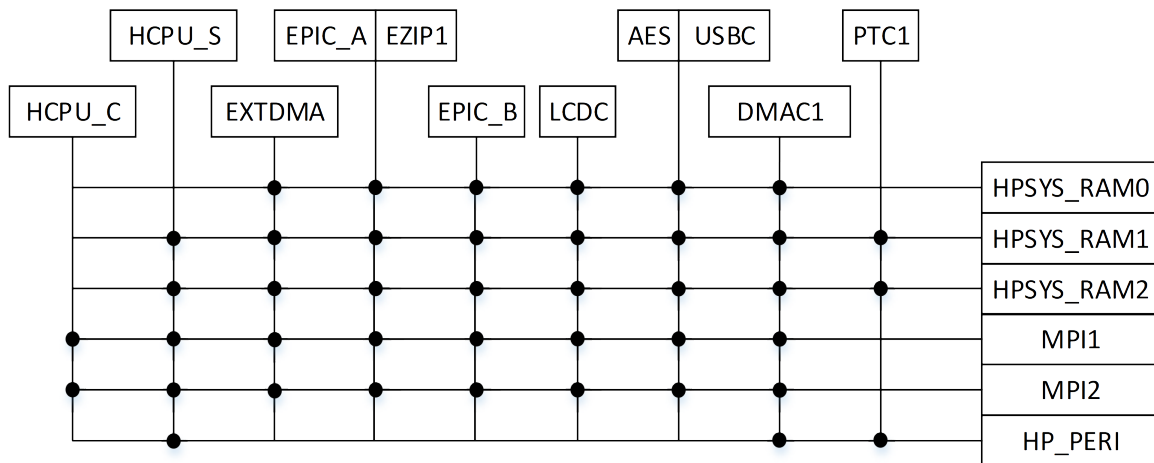 HCPU_S
EPIC_A
EZIP1
AES
USBC
PTC1
HCPU_C
EXTDMA
EPIC_B
LCDC
DMAC1
HPSYS_RAM0
HPSYS_RAM1
HPSYS_RAM2
MPI1
MPI2
HP_PERI